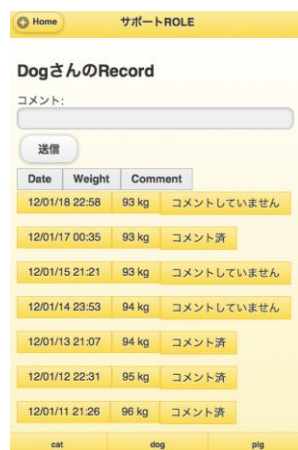 Home サポートROLE
DogさんのRecord
コメント:
送信
Date Weight Comment
12/01/18 22:58 93 kg コメントしていません
12/01/17 00:35 93 kg コメント済
12/01/15 21:21 93 kg コメントしていません
12/01/14 23:53 94 kg コメントしていません
12/01/13 21:07 94 kg コメント済
12/01/12 22:31 95 kg コメント済
12/01/11 21:26 96 kg コメント済
cat dog pig